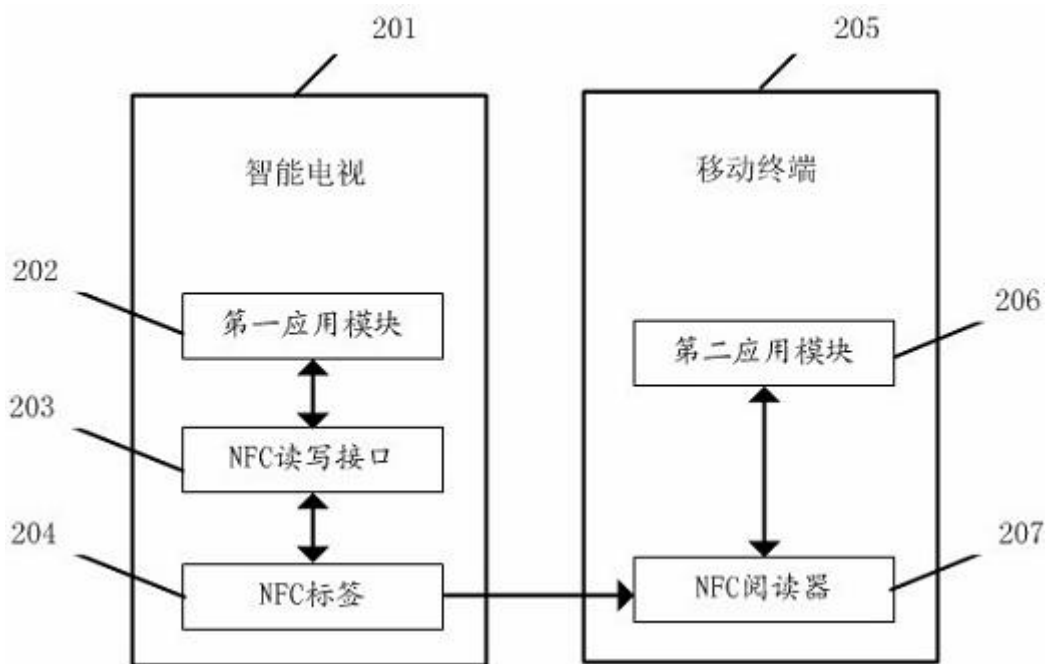 201
205
智能电视
移动终端
202
第一应用模块
206
第二应用模块
203
NFC读写接口
204
NFC标签
207
NFC阅读器